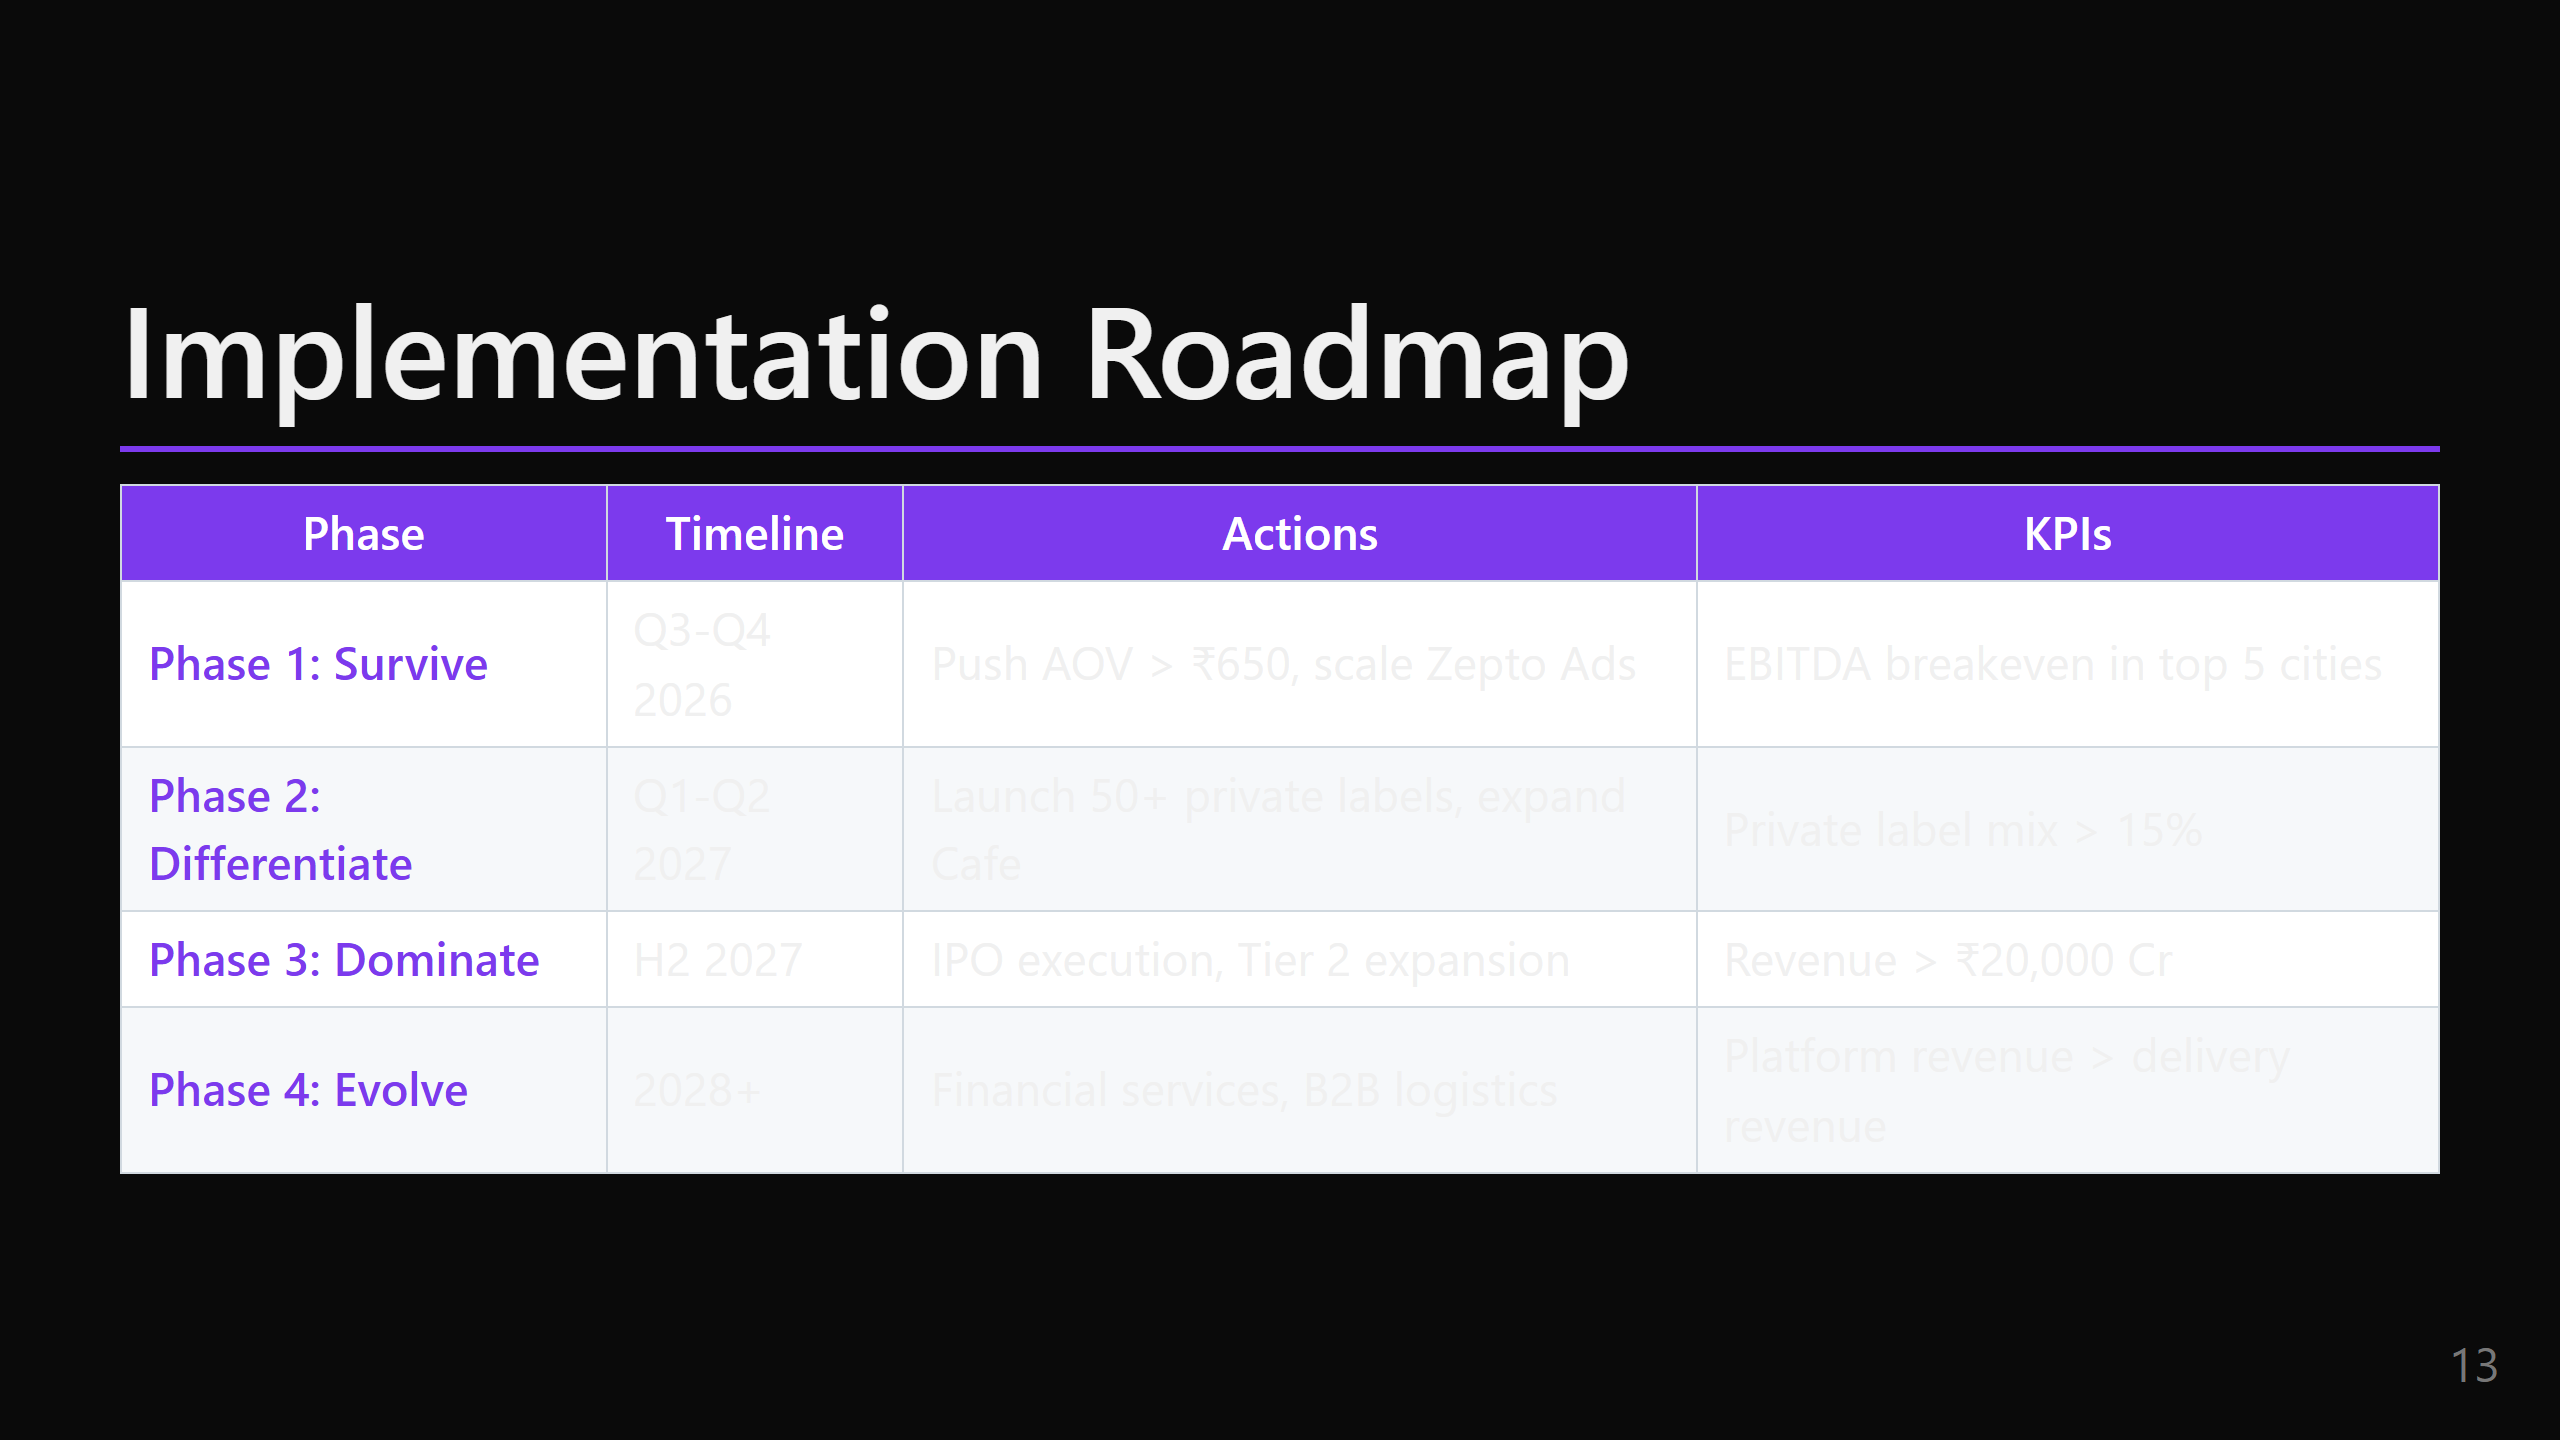 Implementation Roadmap
Phase Timeline Actions KPIs
Phase 1: Survive
Q3-Q4
2026
Push AOV > ₹650, scale Zepto Ads
EBITDA breakeven in top 5 cities
Phase 2:
Differentiate
Q1-Q2
2027
Launch 50+ private labels, expand
Cafe
Private label mix > 15%
Phase 3: Dominate
H2 2027
IPO execution, Tier 2 expansion
Revenue > ₹20,000 Cr
Phase 4: Evolve
2028+
Financial services, B2B logistics
Platform revenue > delivery
revenue
13